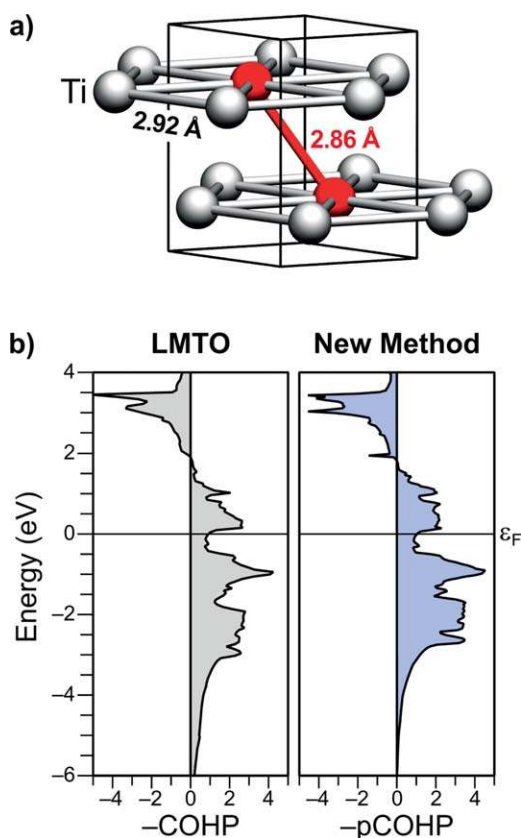 a)
Ti
2.92 Å
2.86 Å
b)
LMTO
New Method
Energy (eV)
4
2
0
−2
−4
−6
εF
−4 −2 0 2 4
−4 −2 0 2 4
–COHP
–pCOHP